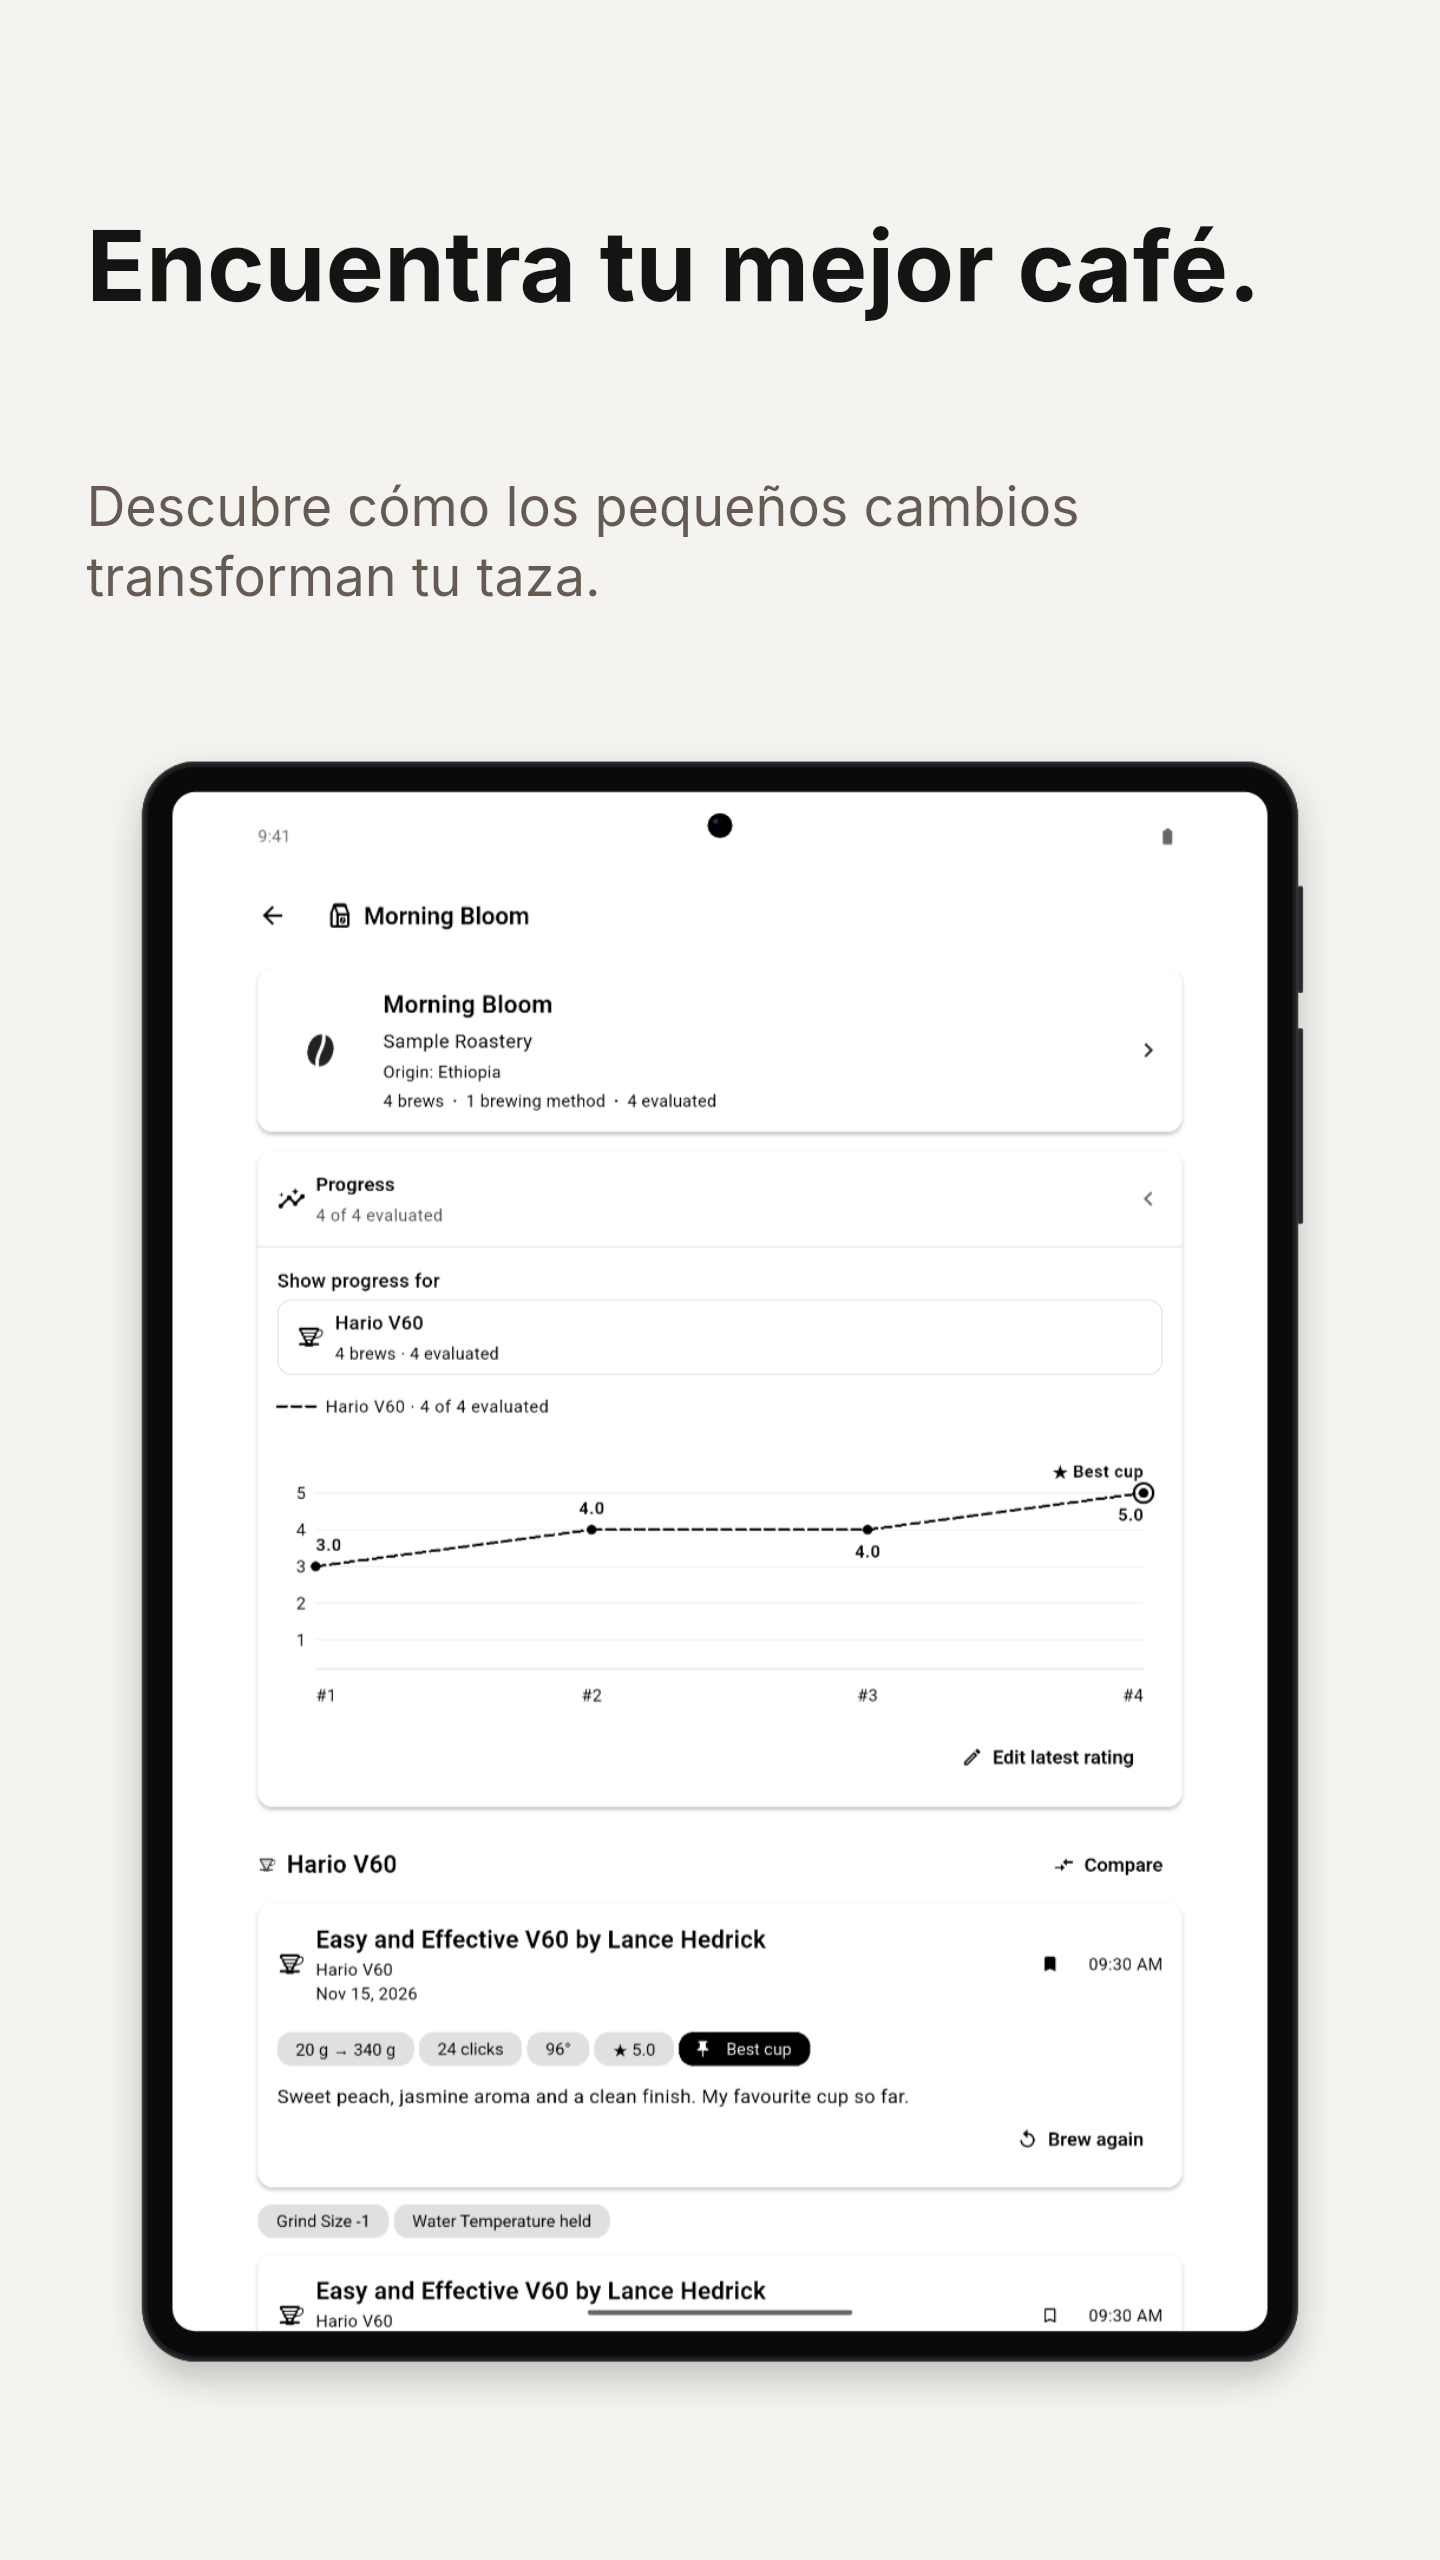 Encuentra tu mejor café.
Descubre cómo los pequeños cambios
transforman tu taza.
9:41
Morning Bloom
Morning Bloom
Sample Roastery
Origin: Ethiopia
4 brews · 1 brewing method · 4 evaluated
Progress
4 of 4 evaluated
Show progress for
Hario V60
4 brews · 4 evaluated
Hario V60 · 4 of 4 evaluated
★ Best cup
5
4.0
5.0
4
3.0
4.0
3
2
1
#1 #2 #3 #4
Edit latest rating
Hario V60 Compare
Easy and Effective V60 by Lance Hedrick
Hario V60 09:30 AM
Nov 15, 2026
20 g → 340 g 24 clicks 96° ★ 5.0 Best cup
Sweet peach, jasmine aroma and a clean finish. My favourite cup so far.
Brew again
Grind Size -1 Water Temperature held
Easy and Effective V60 by Lance Hedrick
Hario V60 09:30 AM